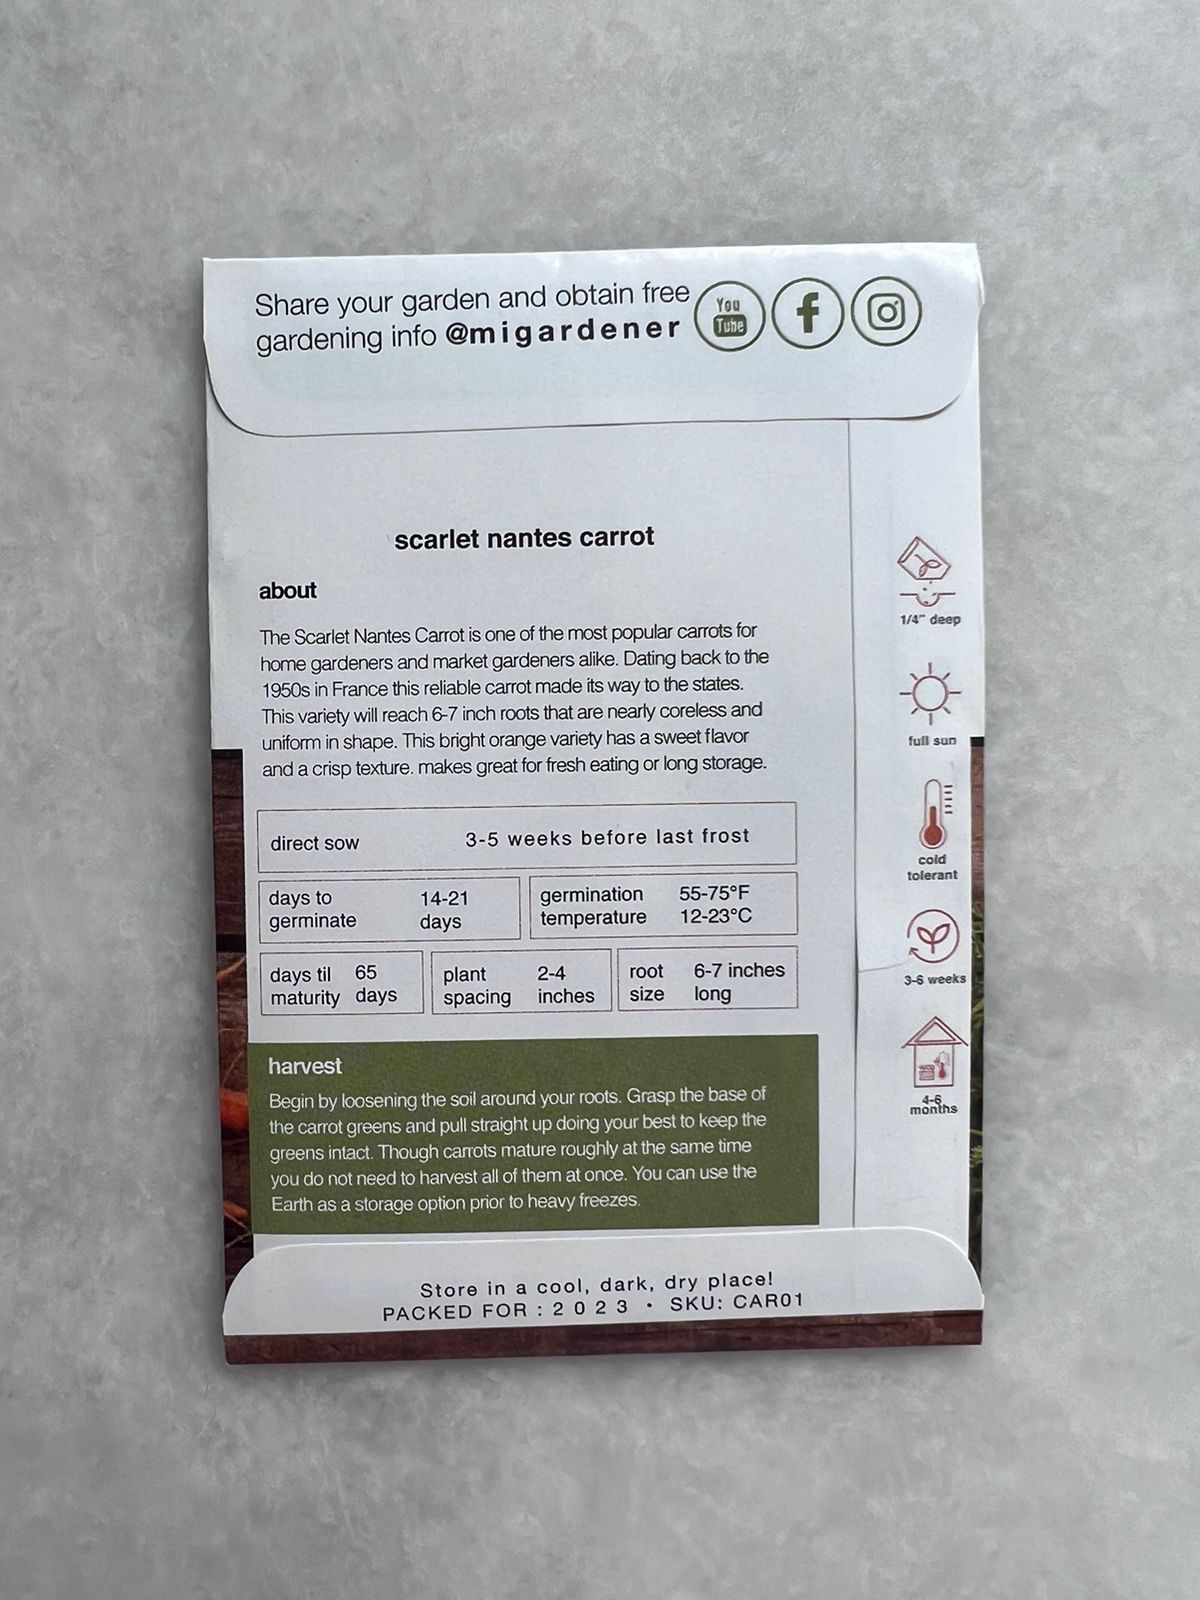 Share your garden and obtain free
gardening info @migardener
You
Tube
f
scarlet nantes carrot
about
The Scarlet Nantes Carrot is one of the most popular carrots for
home gardeners and market gardeners alike. Dating back to the
1950s in France this reliable carrot made its way to the states.
This variety will reach 6-7 inch roots that are nearly coreless and
uniform in shape. This bright orange variety has a sweet flavor
and a crisp texture. makes great for fresh eating or long storage.
direct sow 3-5 weeks before last frost
days to germinate 14-21 days
germination temperature 55-75°F 12-23°C
days til maturity 65 days
plant spacing 2-4 inches
root size 6-7 inches long
harvest
Begin by loosening the soil around your roots. Grasp the base of
the carrot greens and pull straight up doing your best to keep the
greens intact. Though carrots mature roughly at the same time
you do not need to harvest all of them at once. You can use the
Earth as a storage option prior to heavy freezes.
1/4" deep
full sun
cold
tolerant
3-6 weeks
4-6
months
Store in a cool, dark, dry place!
PACKED FOR : 2 0 2 3 • SKU: CAR01